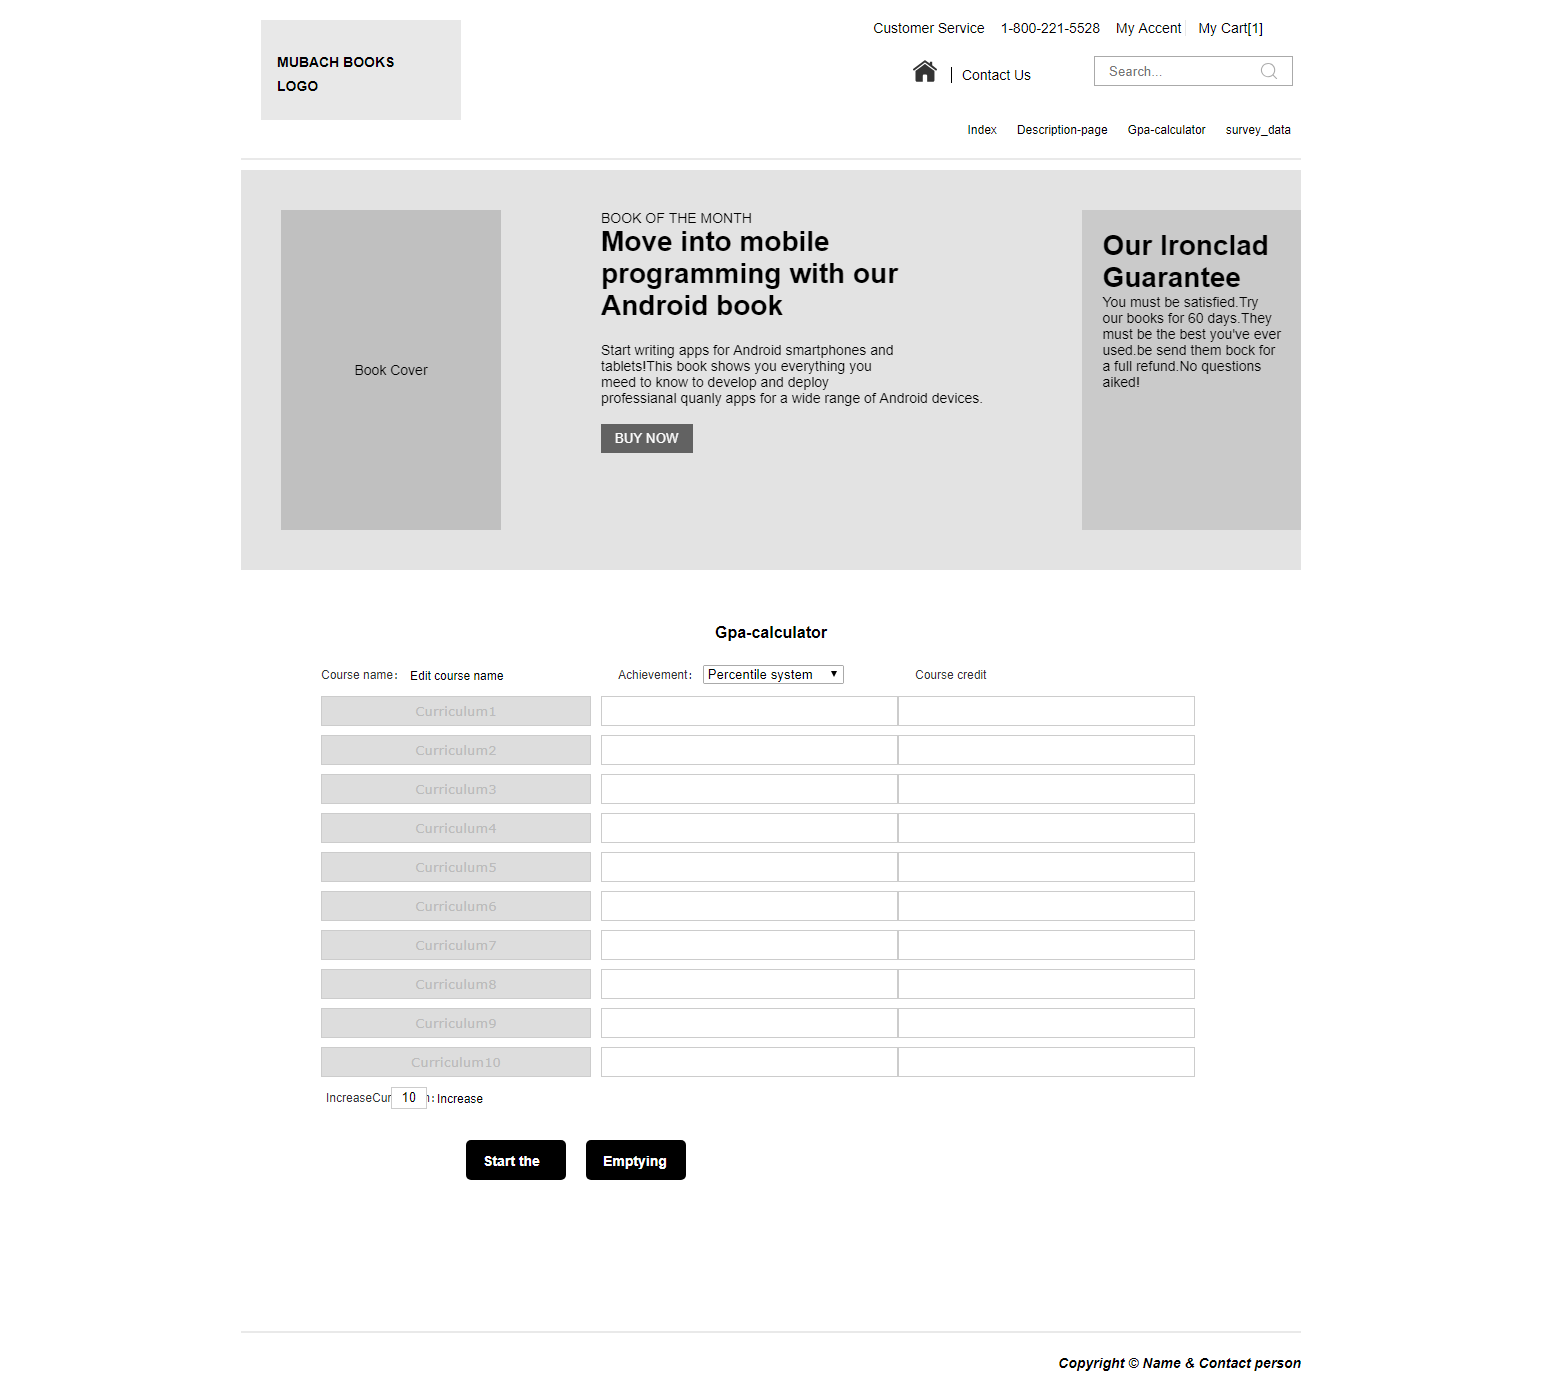 MUBACH BOOKS
LOGO
Customer Service 1-800-221-5528 My Accent My Cart[1]
Contact Us
Search...
Index Description-page Gpa-calculator survey_data
Book Cover
BOOK OF THE MONTH
Move into mobile
programming with our
Android book
Start writing apps for Android smartphones and
tablets!This book shows you everything you
meed to know to develop and deploy
professianal quanly apps for a wide range of Android devices.
BUY NOW
Our Ironclad
Guarantee
You must be satisfied.Try
our books for 60 days.They
must be the best you've ever
used.be send them bock for
a full refund.No questions
aiked!
Gpa-calculator
Course name: Edit course name Achievement: Percentile system Course credit
Curriculum1
Curriculum2
Curriculum3
Curriculum4
Curriculum5
Curriculum6
Curriculum7
Curriculum8
Curriculum9
Curriculum10
10 Increase
Start the Emptying
Copyright © Name & Contact person